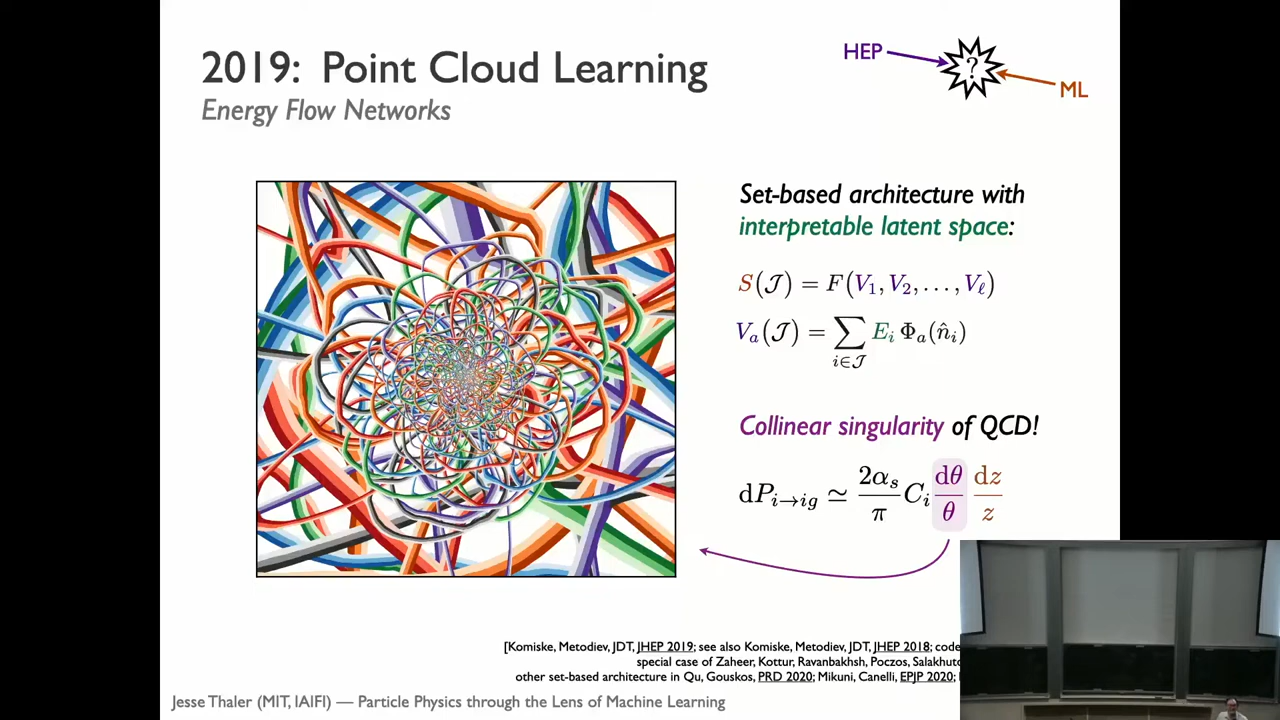 2019: Point Cloud Learning
Energy Flow Networks
HEP
?
ML
Set-based architecture with
interpretable latent space:
S(𝒥) = F(V₁, V₂, . . . , V_ℓ)
V_a(𝒥) = ∑_{i∈𝒥} E_i Φ_a(n̂_i)
Collinear singularity of QCD!
dP_{i→ig} ≃ 2α_s/π C_i dθ/θ dz/z
[Komiske, Metodiev, JDT, JHEP 2019; see also Komiske, Metodiev, JDT, JHEP 2018; code
special case of Zaheer, Kottur, Ravanbakhsh, Poczos,
other set-based architecture in Qu, Gouskos, PRD 2020; Mikuni, Canelli, EPJP 2020;
Jesse Thaler (MIT, IAIFI) — Particle Physics through the Lens of Machine Learning